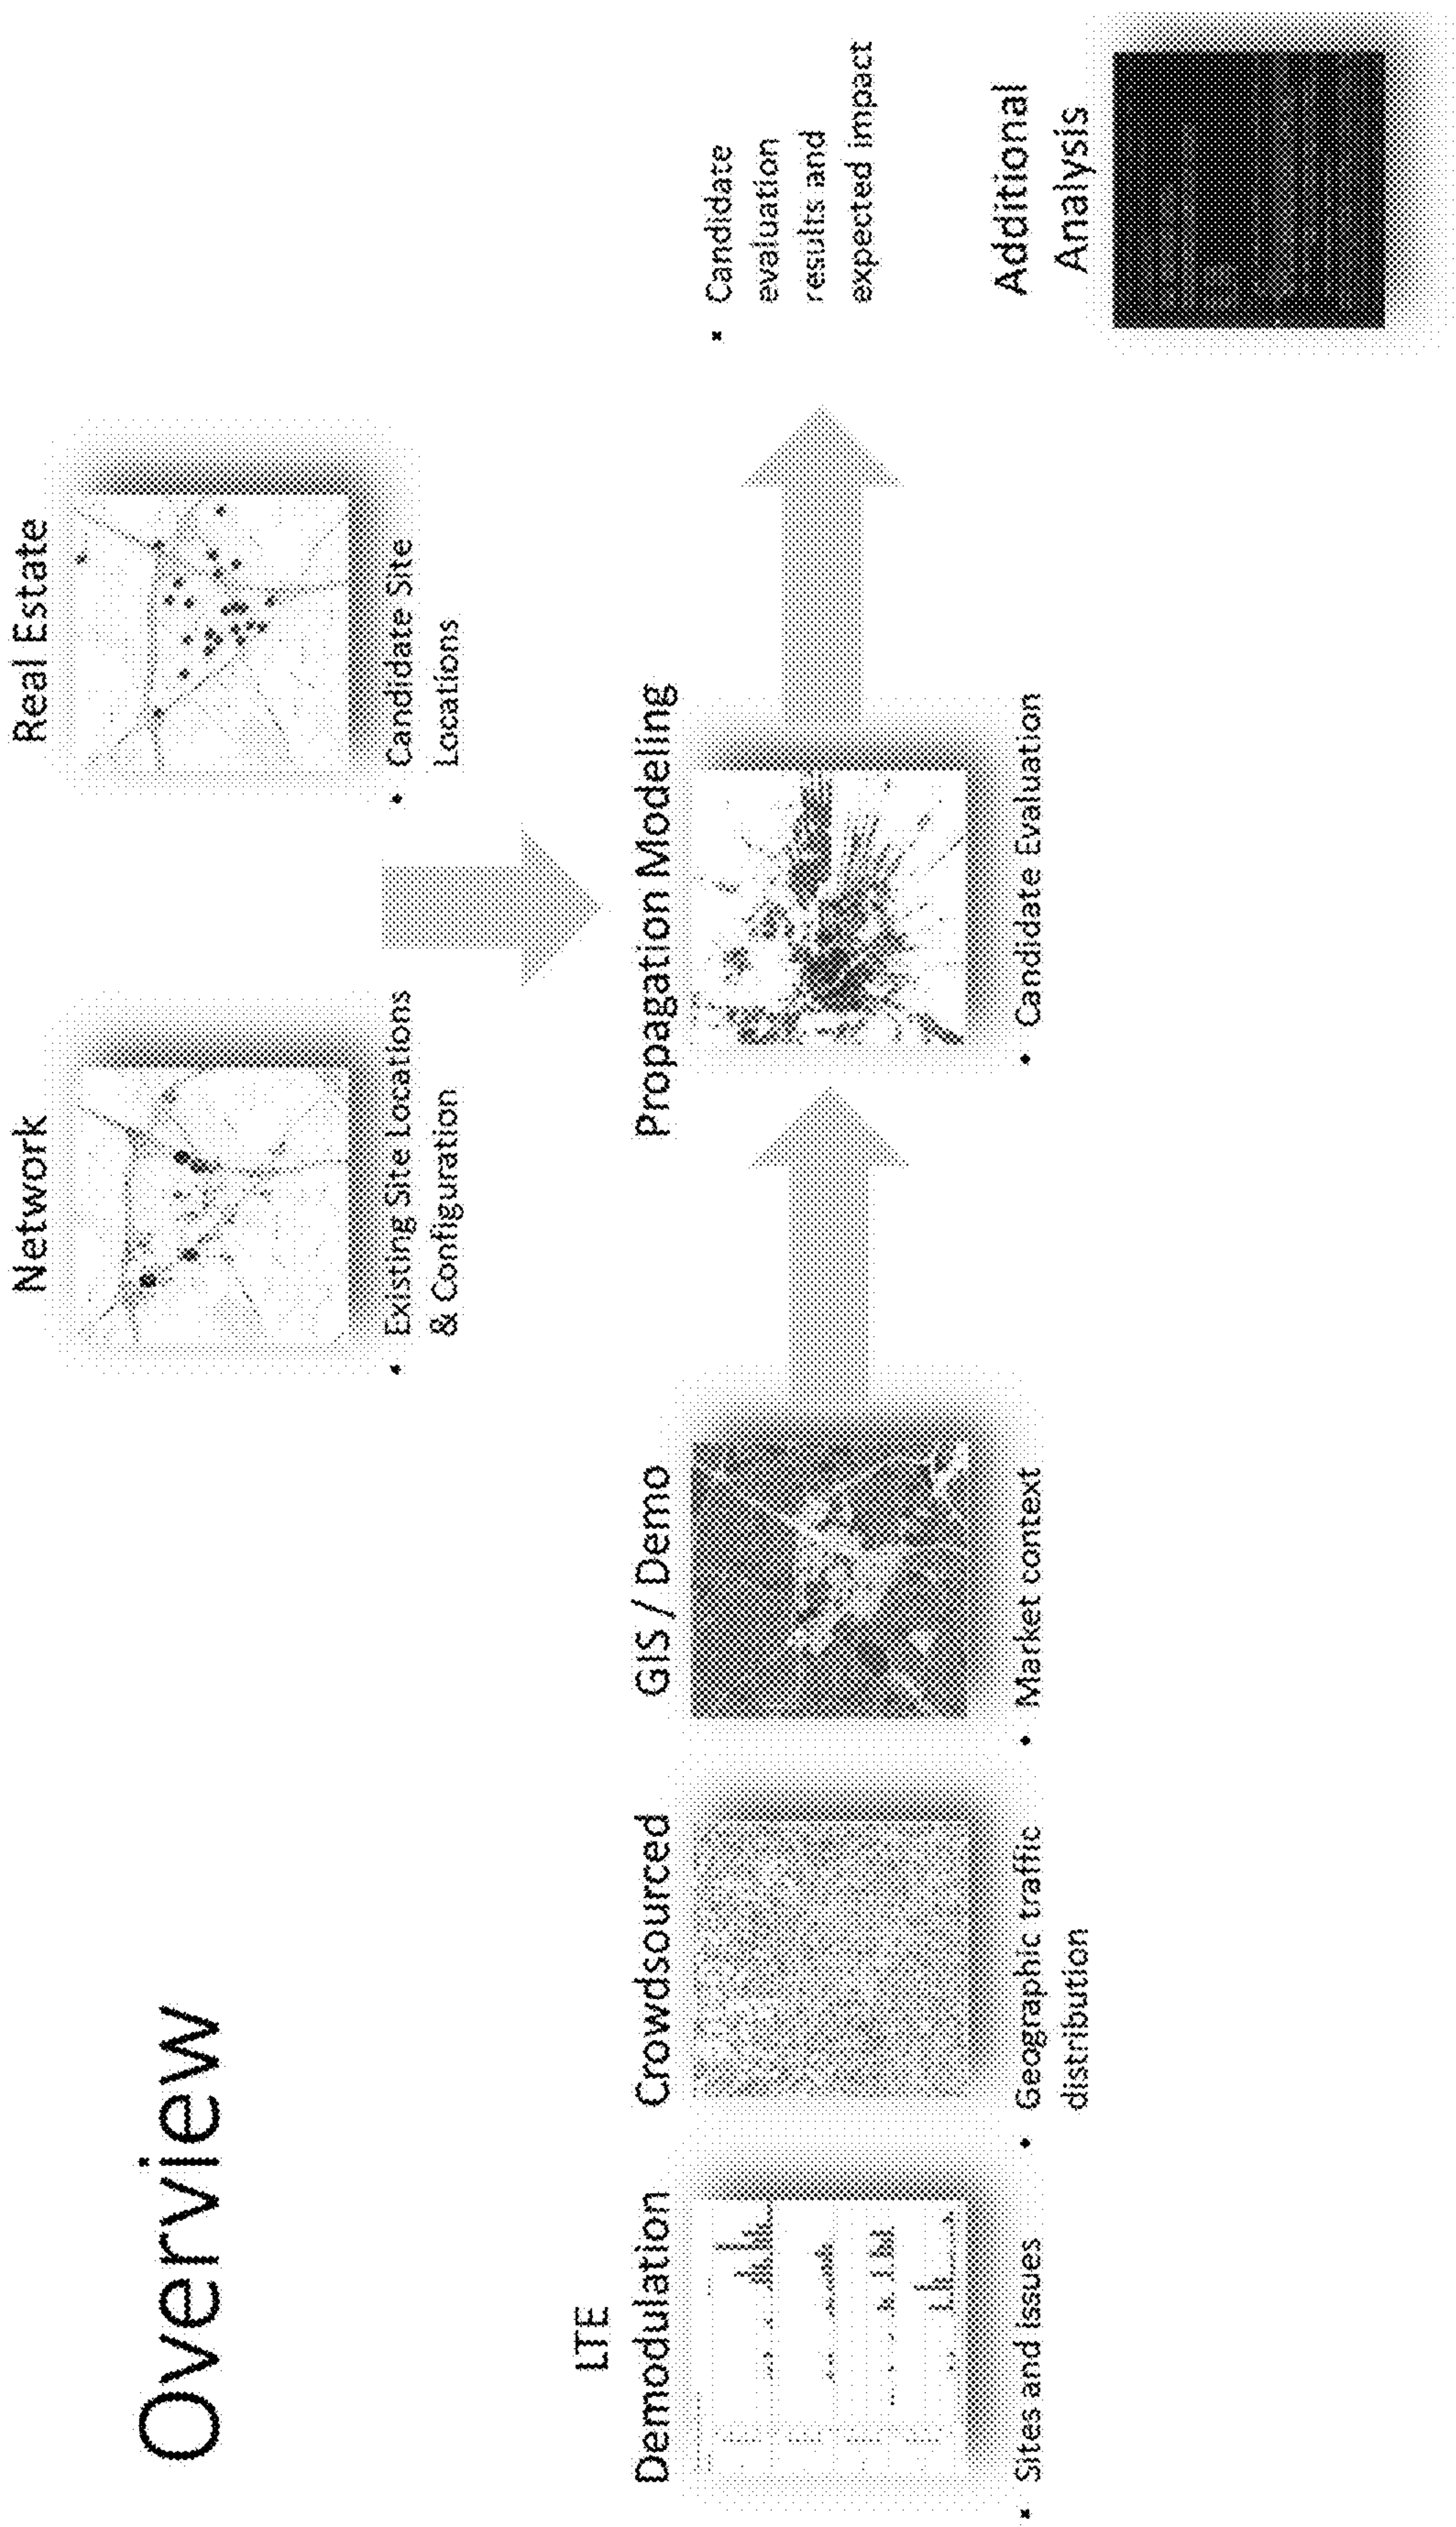 Overview
Network
• Existing Site Locations
& Configuration
Real Estate
• Candidate Site
Locations
LTE
Demodulation
• Sites and issues
Crowdsourced
• Geographic traffic
distribution
GIS / Demo
• Market context
Propagation Modeling
• Candidate Evaluation
• Candidate
evaluation
results and
expected impact
Additional
Analysis